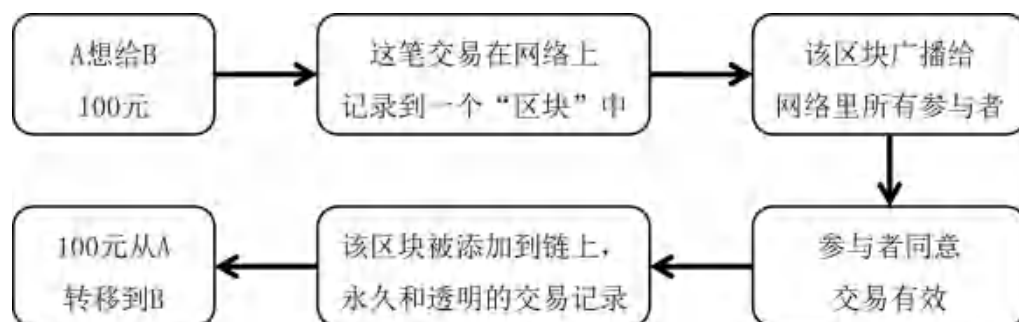 A想给B
100元
这笔交易在网络上
记录到一个“区块”中
该区块广播给
网络里所有参与者
参与者同意
交易有效
该区块被添加到链上，
永久和透明的交易记录
100元从A
转移到B